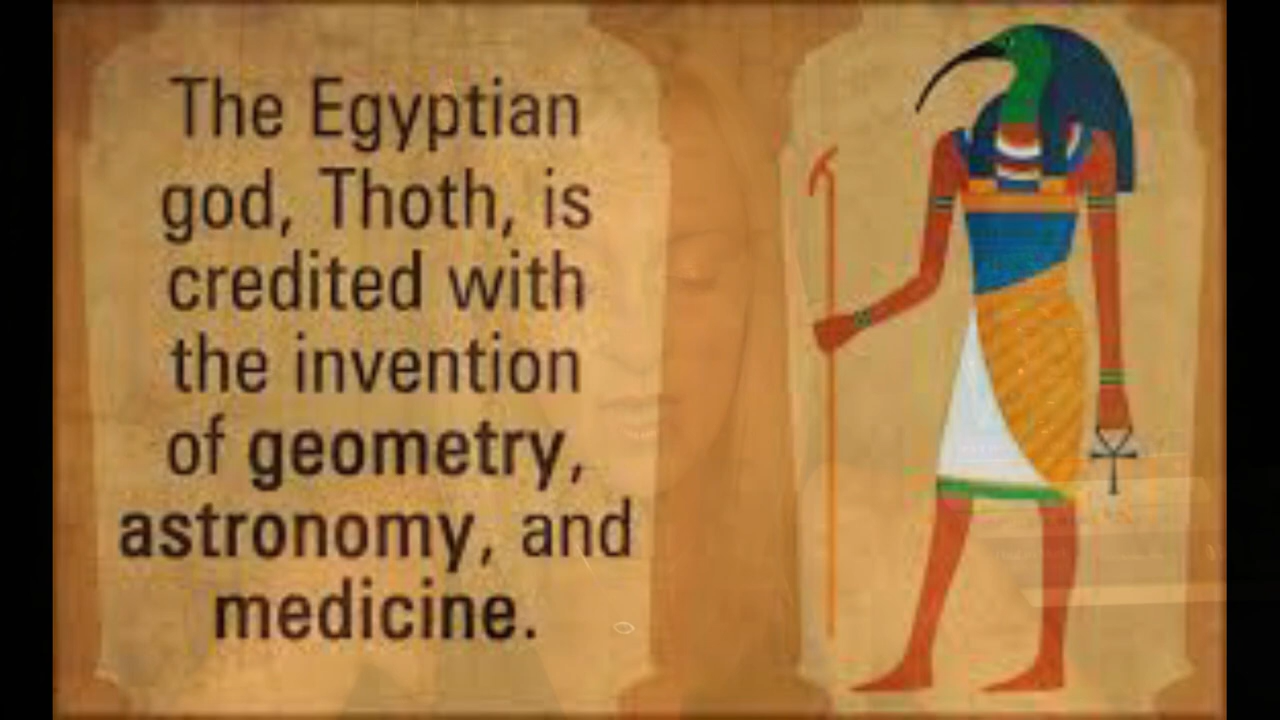 The Egyptian
god, Thoth, is
credited with
the invention
of geometry,
astronomy, and
medicine.